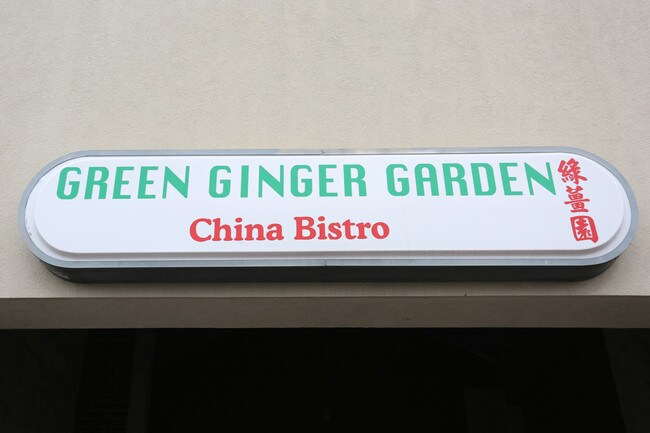 GREEN GINGER GARDEN
China Bistro
綠薑園